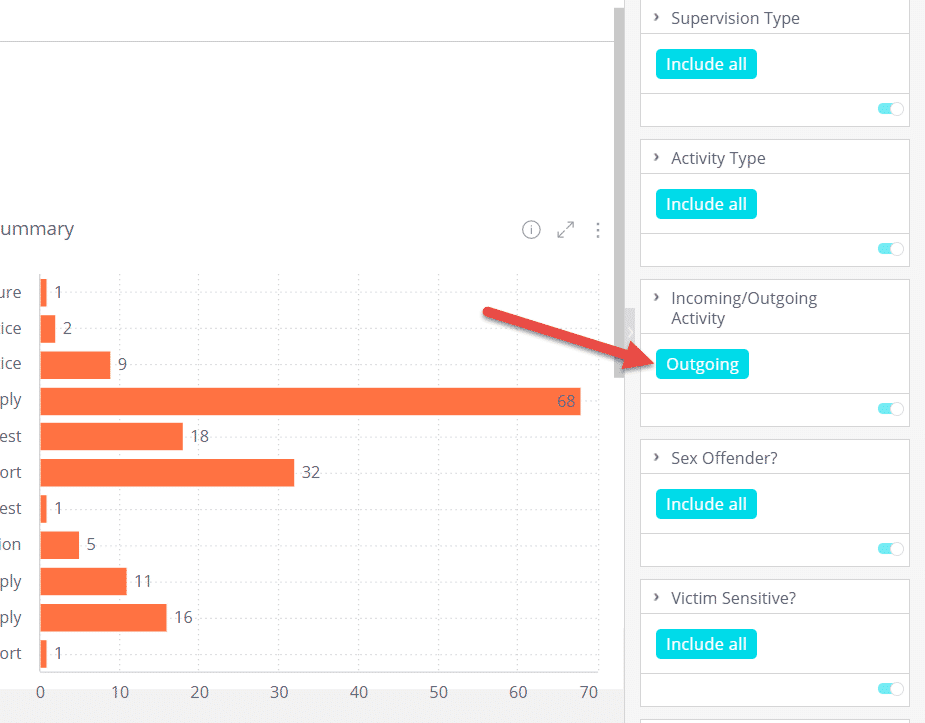 Supervision Type
Include all
Activity Type
Include all
ummary
Incoming/Outgoing
Activity
Outgoing
Sex Offender?
Include all
Victim Sensitive?
Include all
ure 1
ice 2
ice 9
ply 68
est 18
ort 32
est 1
ion 5
ply 11
ply 16
ort 1
0 10 20 30 40 50 60 70